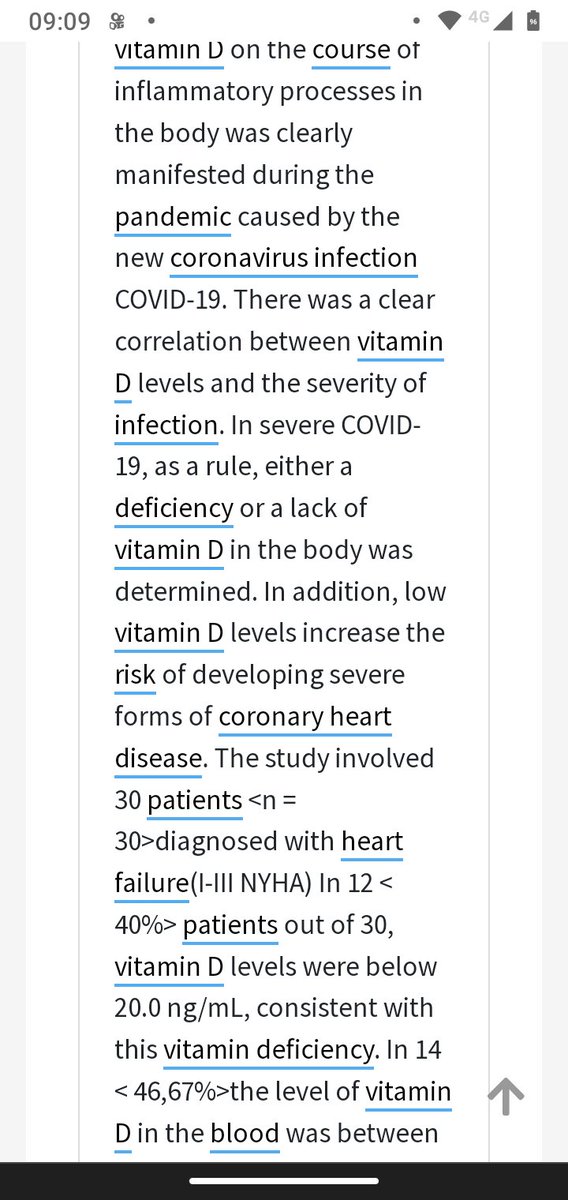 09:09
4G
96
vitamin D on the course of
inflammatory processes in
the body was clearly
manifested during the
pandemic caused by the
new coronavirus infection
COVID-19. There was a clear
correlation between vitamin
D levels and the severity of
infection. In severe COVID-
19, as a rule, either a
deficiency or a lack of
vitamin D in the body was
determined. In addition, low
vitamin D levels increase the
risk of developing severe
forms of coronary heart
disease. The study involved
30 patients <n =
30>diagnosed with heart
failure(I-III NYHA) In 12 <
40%> patients out of 30,
vitamin D levels were below
20.0 ng/mL, consistent with
this vitamin deficiency. In 14
< 46,67%>the level of vitamin
D in the blood was between